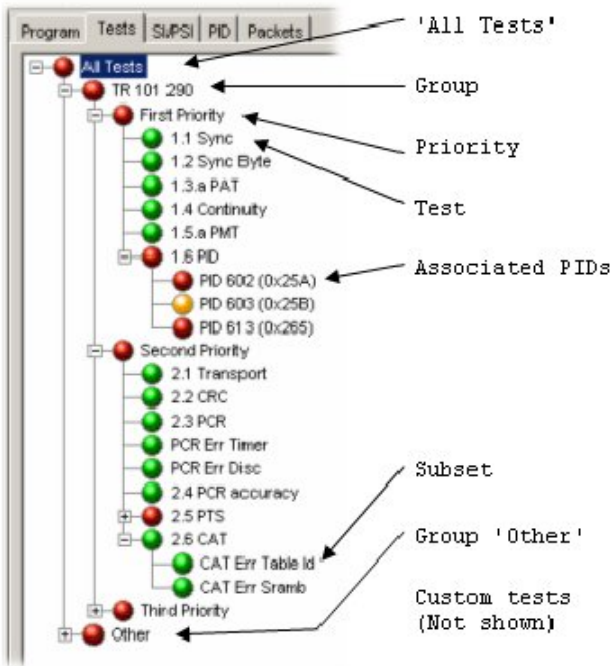 Program Tests SI/PSI PID Packets
All Tests
TR 101 290
First Priority
1.1 Sync
1.2 Sync Byte
1.3.a PAT
1.4 Continuity
1.5.a PMT
1.6 PID
PID 602 (0x25A)
PID 603 (0x25B)
PID 613 (0x265)
Second Priority
2.1 Transport
2.2 CRC
2.3 PCR
PCR Err Timer
PCR Err Disc
2.4 PCR accuracy
2.5 PTS
2.6 CAT
CAT Err Table Id
CAT Err Sramb
Third Priority
Other
'All Tests'
Group
Priority
Test
Associated PIDs
Subset
Group 'Other'
Custom tests
(Not shown)